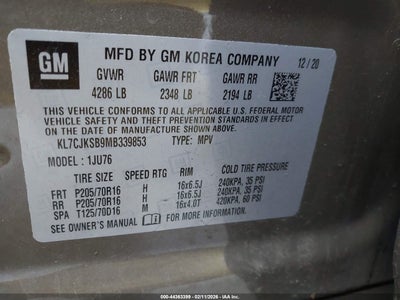 GM
MFD BY GM KOREA COMPANY 12/20
GVWR GAWR FRT GAWR RR
4286 LB 2348 LB 2194 LB
THIS VEHICLE CONFORMS TO ALL APPLICABLE U.S. FEDERAL MOTOR
VEHICLE SAFETY AND THEFT PREVENTION STANDARDS IN EFFECT ON
THE DATE OF MANUFACTURE SHOWN ABOVE.
KL7CJKSB9MB339853 TYPE: MPV
MODEL: 1JU76
TIRE SIZE SPEED RTG RIM COLD TIRE PRESSURE
FRT P205/70R16 H 16x6.5J 240KPA, 35 PSI
RR P205/70R16 H 16x6.5J 240KPA, 35 PSI
SPA T125/70D16 M 16x4.0T 420KPA, 60 PSI
SEE OWNER'S MANUAL FOR MORE INFORMATION.
000-44363399 - 02/11/2026 - IAAI